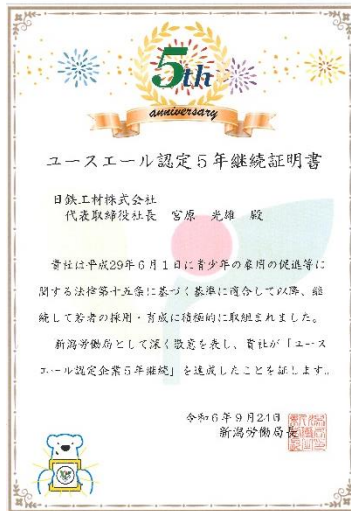 5th
anniversary
ユースエール認定5年継続証明書
日鉄工材株式会社
代表取締役社長 宮原 光雄 殿
貴社は平成29年6月1に青少年の雇用の促進等に
関する法律第十五条に基づく基準に適合して以降、継
続して若者の採用・育成に積極的に取組まれました。
新潟労働局として深く敬意を表し、貴社が「ユース
エール認定企業5年継続」を達成したことを証します。
令和6年9月24日
新潟労働局長